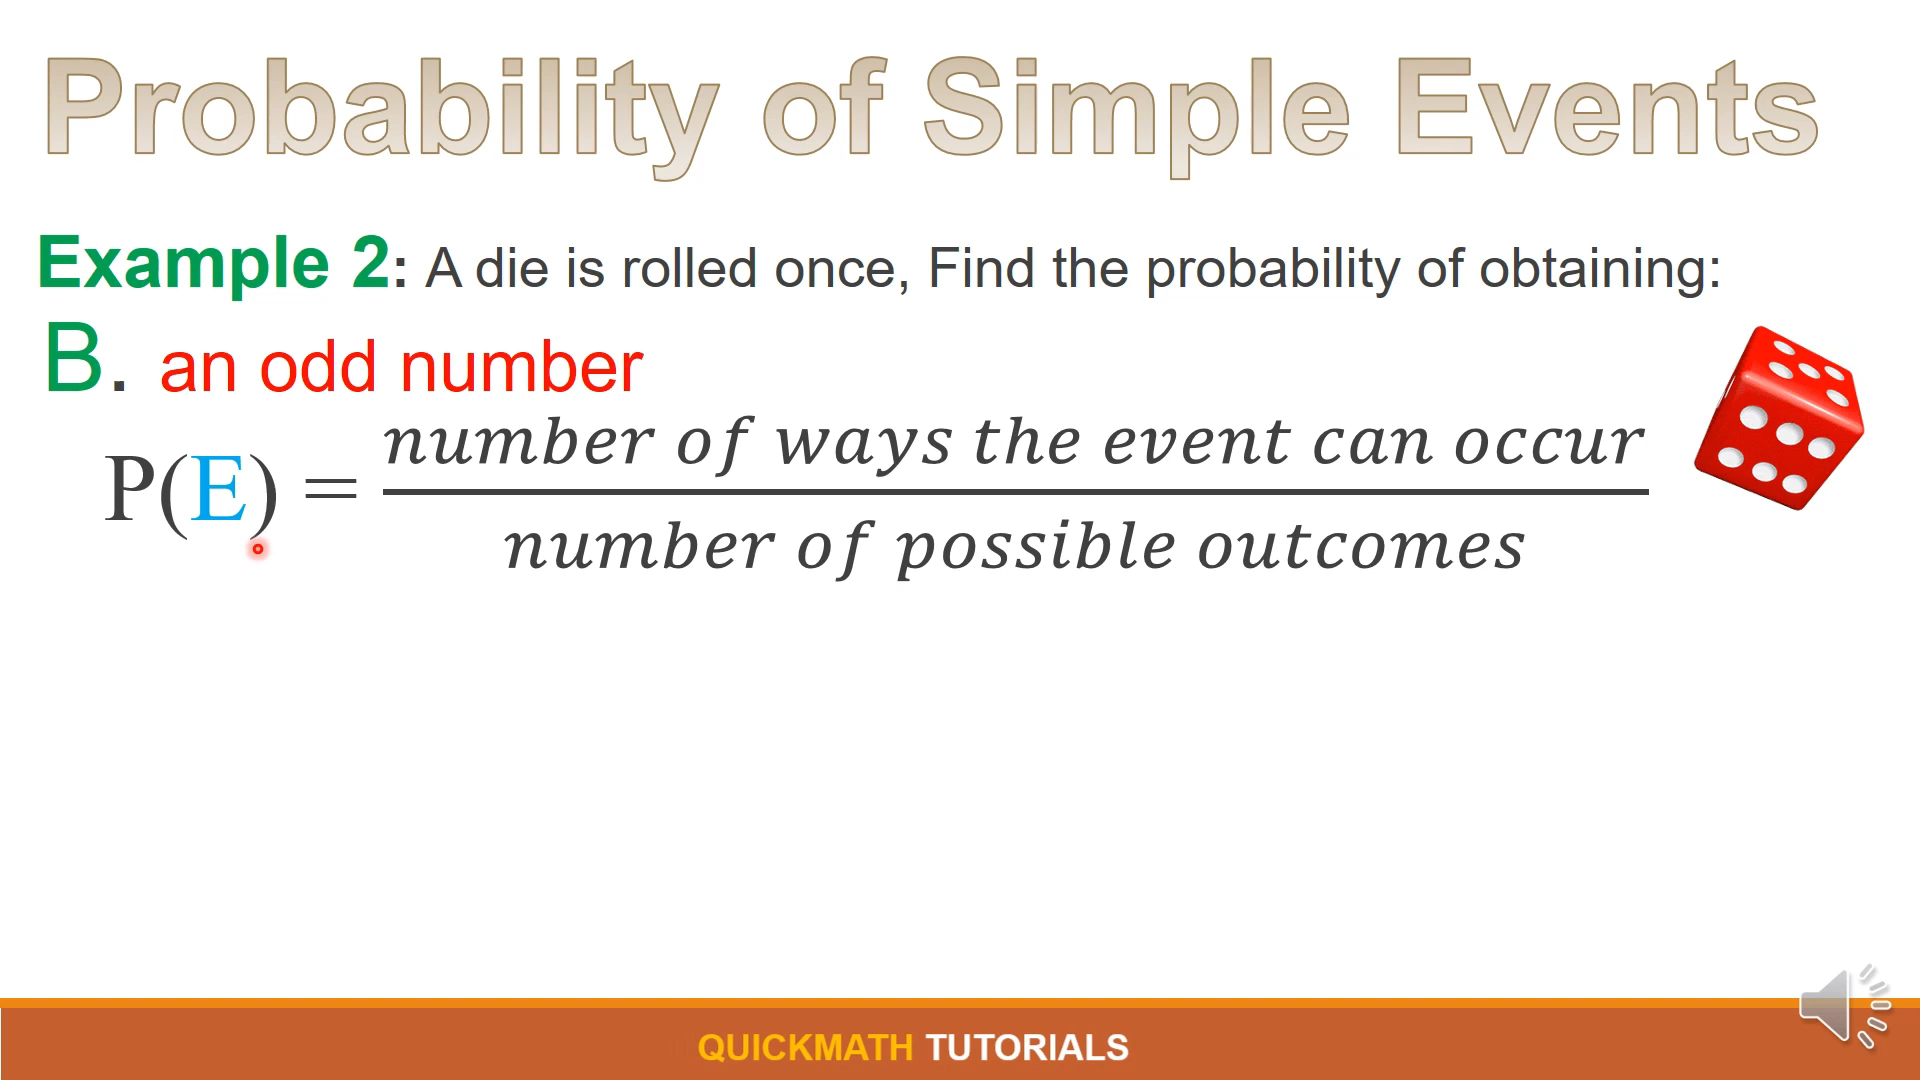 Probability of Simple Events
Example 2: A die is rolled once, Find the probability of obtaining:
B. an odd number
P(E) = number of ways the event can occur
number of possible outcomes
QUICKMATH TUTORIALS